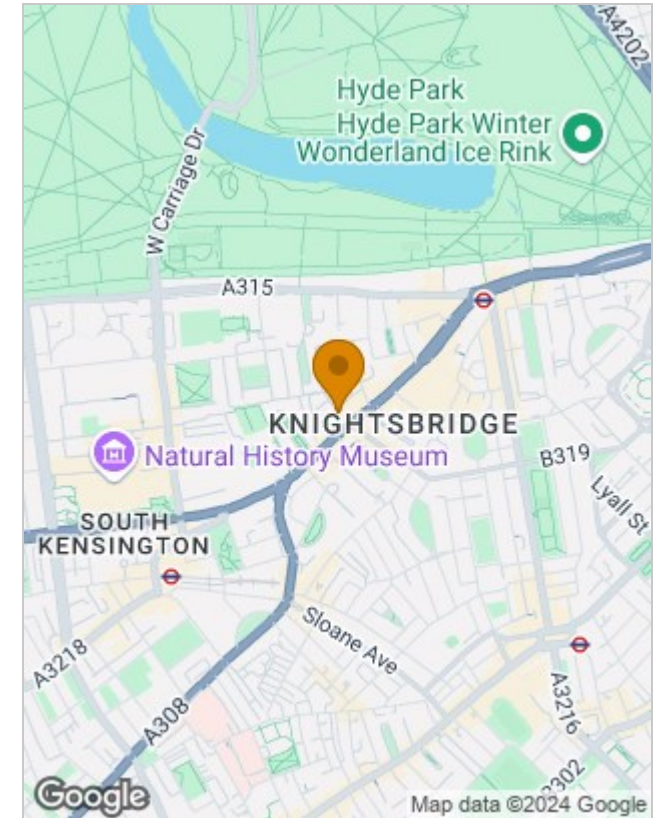 A4202
Hyde Park
Hyde Park Winter
Wonderland Ice Rink
W Carriage Dr
A315
KNIGHTSBRIDGE
Natural History Museum
B319
Lyall St
SOUTH
KENSINGTON
Sloane Ave
A3218
A308
A3216
B302
Google
Map data ©2024 Google